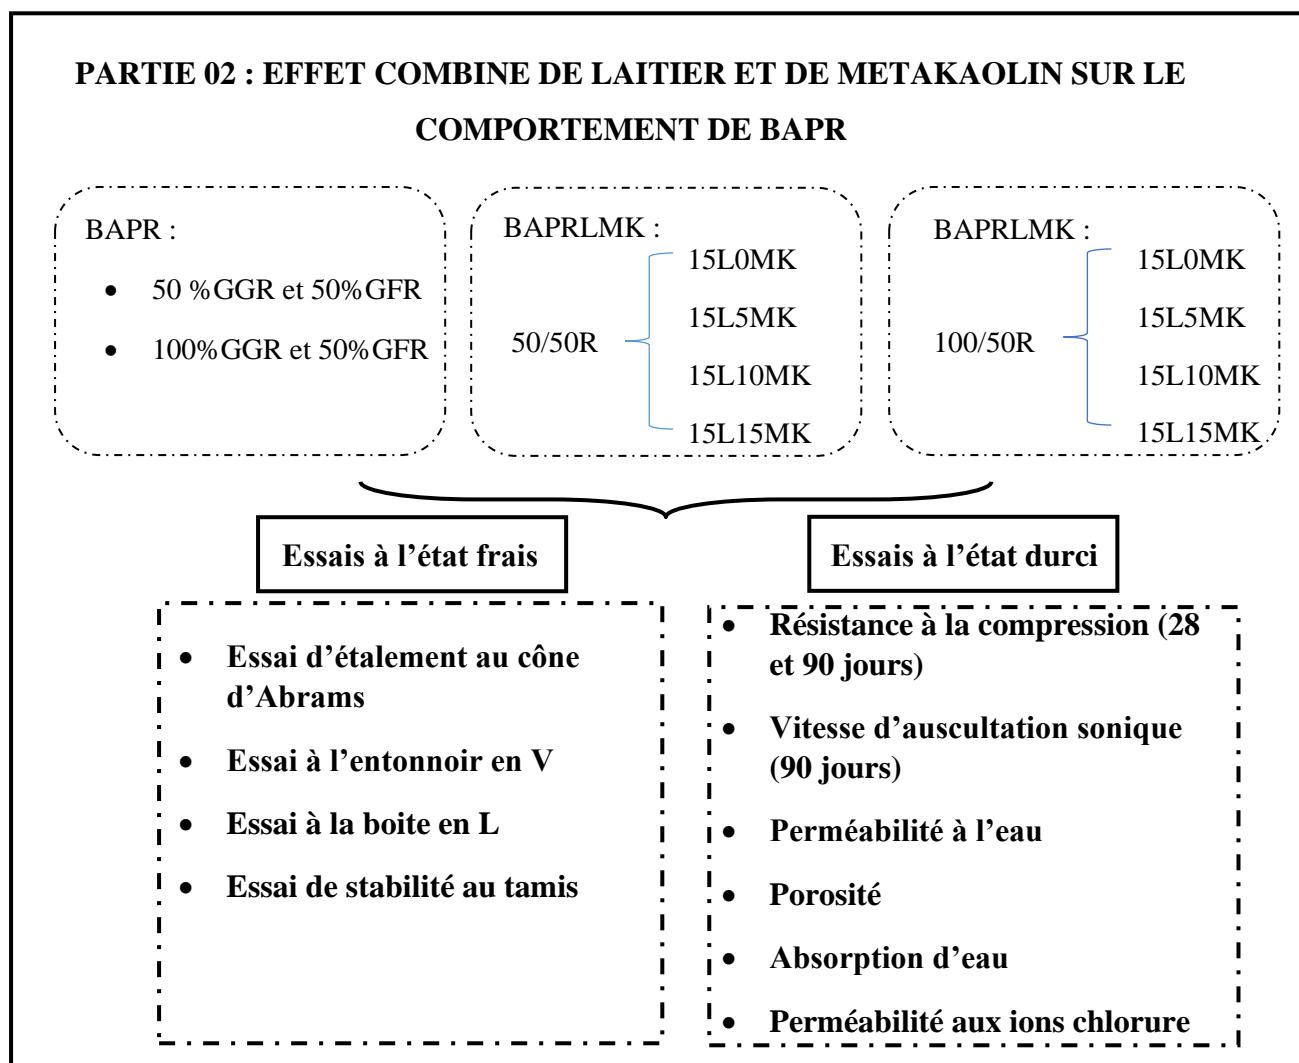 PARTIE 02 : EFFET COMBINE DE LAITIER ET DE METAKAOLIN SUR LE
COMPORTEMENT DE BAPR
BAPR :
• 50 %GGR et 50%GFR
• 100%GGR et 50%GFR
BAPRLMK :
50/50R
15L0MK
15L5MK
15L10MK
15L15MK
BAPRLMK :
100/50R
15L0MK
15L5MK
15L10MK
15L15MK
Essais à l’état frais
• Essai d’étalement au cône
d’Abrams
• Essai à l’entonnoir en V
• Essai à la boite en L
• Essai de stabilité au tamis
Essais à l’état durci
• Résistance à la compression (28
et 90 jours)
• Vitesse d’auscultation sonique
(90 jours)
• Perméabilité à l’eau
• Porosité
• Absorption d’eau
• Perméabilité aux ions chlorure